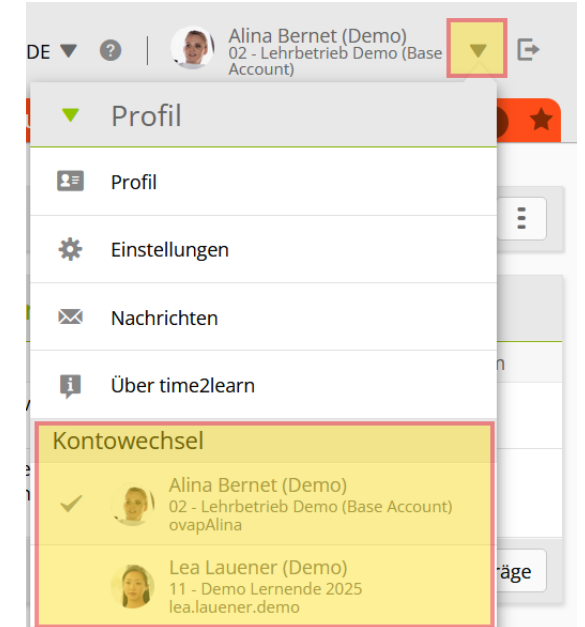 DE
Alina Bernet (Demo)
02 - Lehrbetrieb Demo (Base
Account)
Profil
Profil
Einstellungen
Nachrichten
Über time2learn
Kontowechsel
Alina Bernet (Demo)
02 - Lehrbetrieb Demo (Base Account)
ovapAlina
Lea Lauener (Demo)
11 - Demo Lernende 2025
lea.lauener.demo
räge